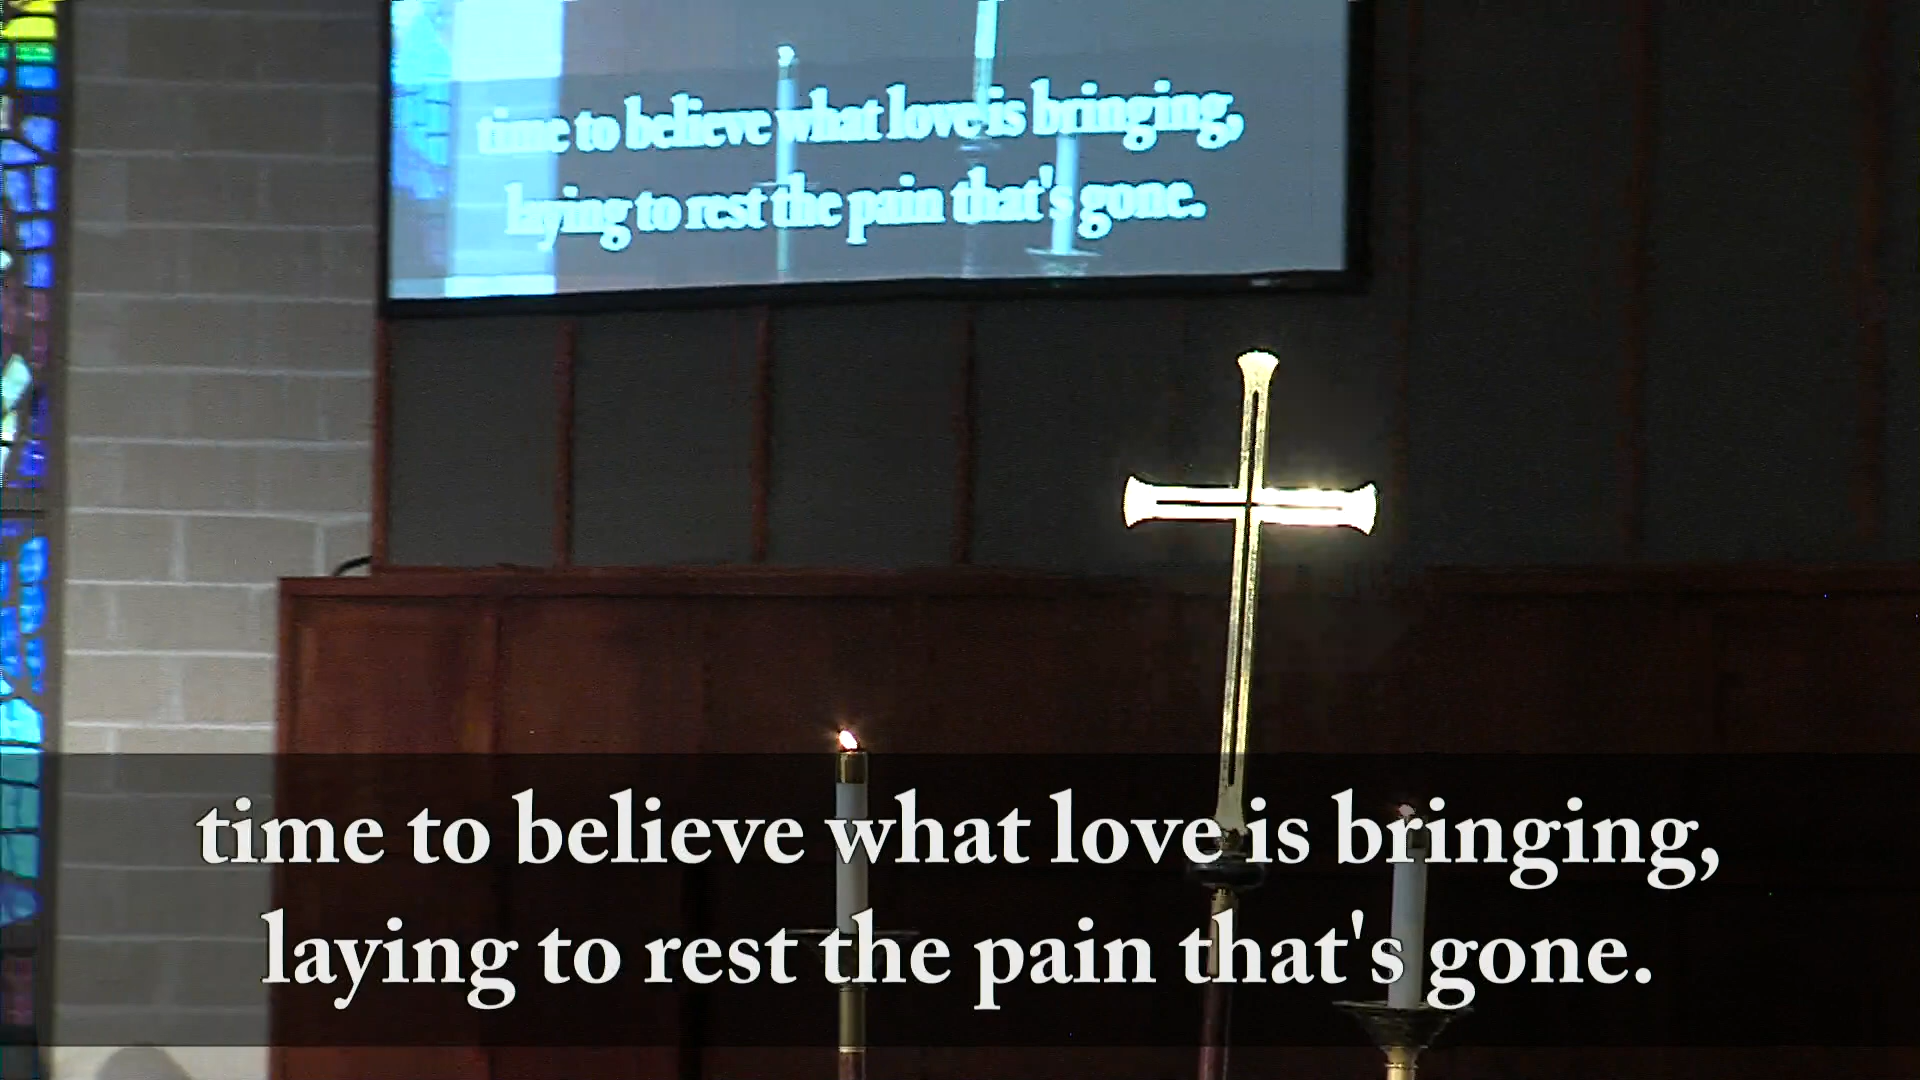 time to believe what love is bringing,
laying to rest the pain that's gone.
time to believe what love is bringing,
laying to rest the pain that's gone.